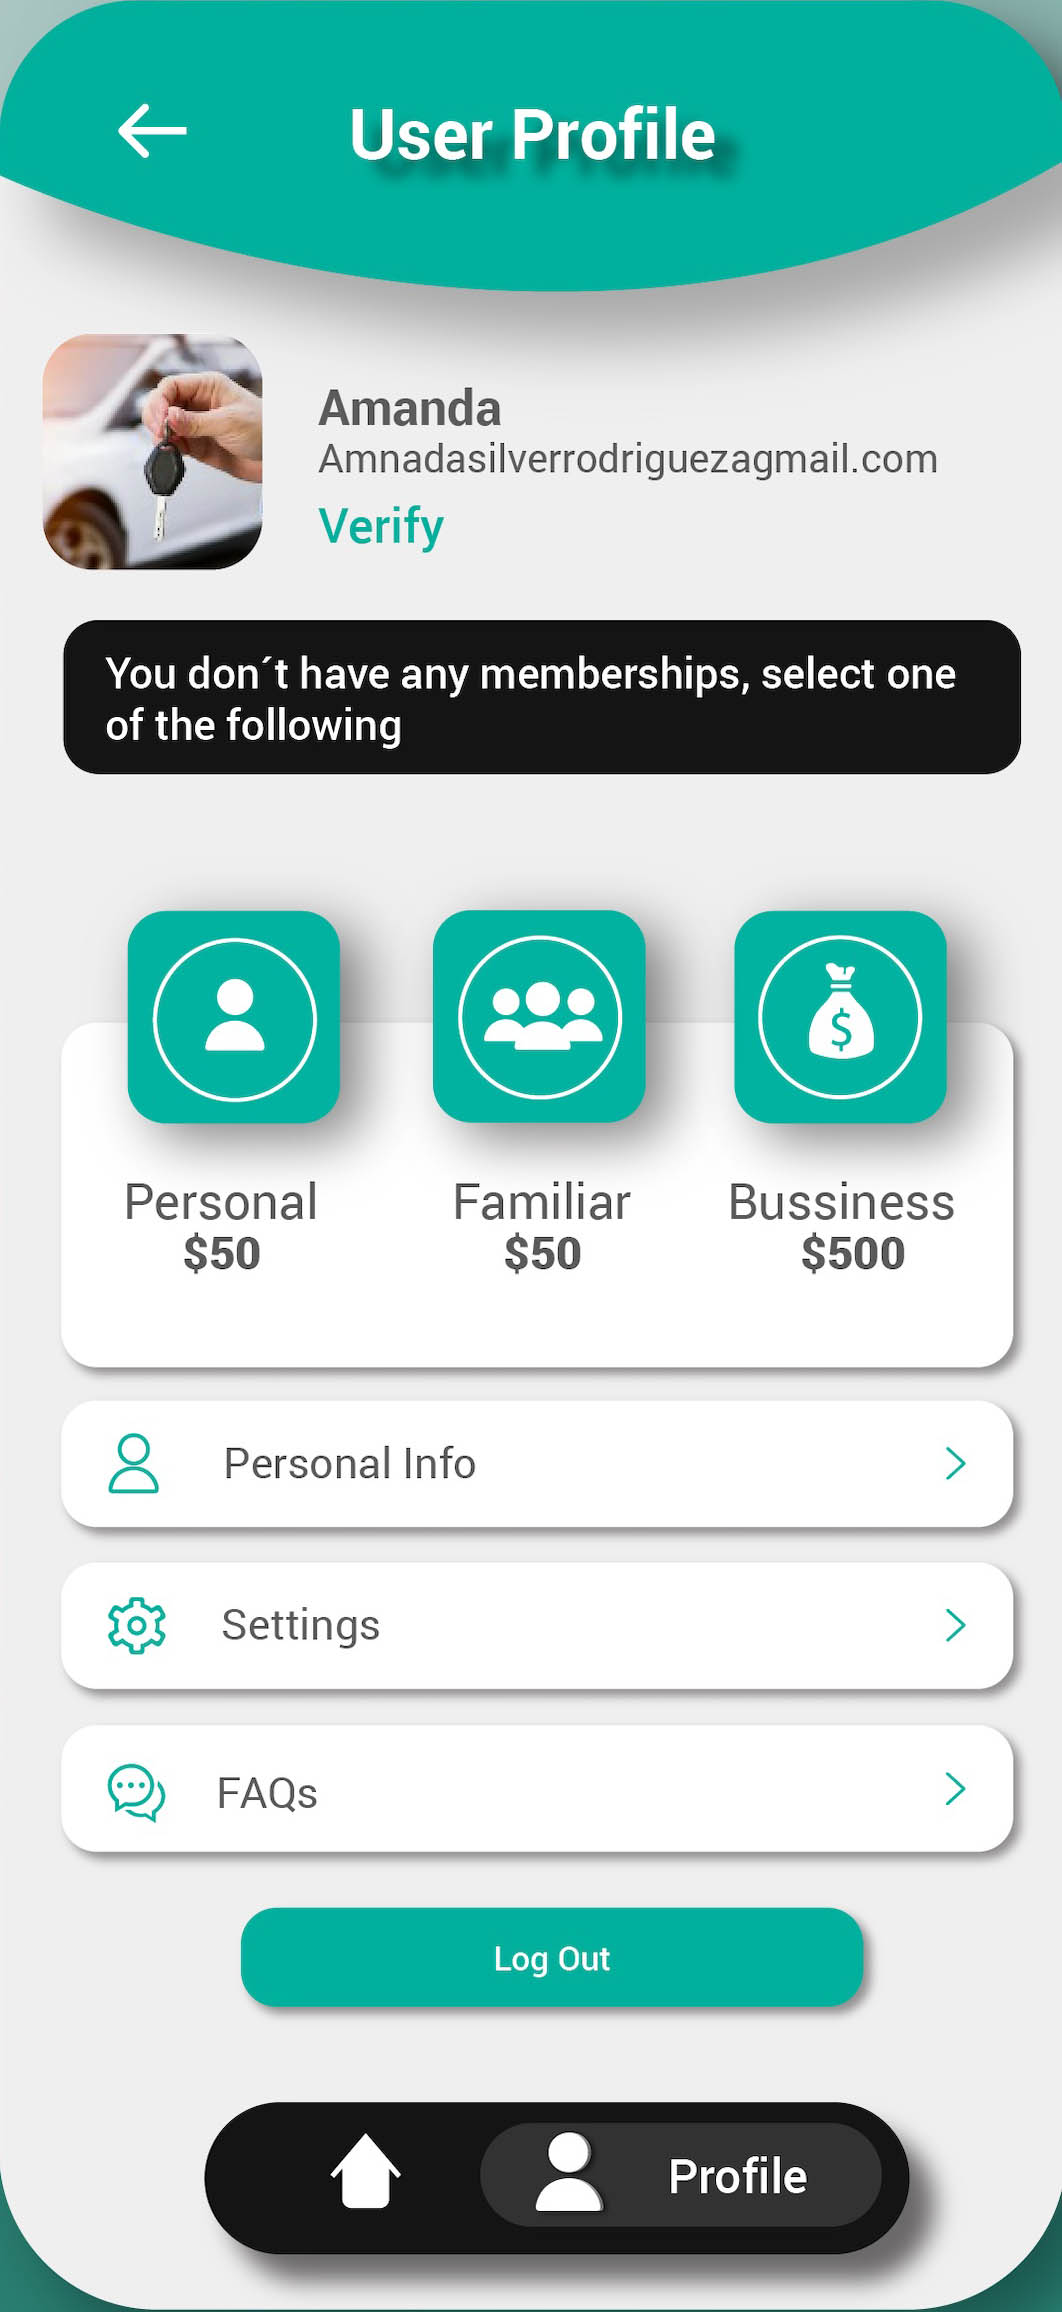 User Profile
Amanda
Amnadasilverrodriguezagmail.com
Verify
You don´t have any memberships, select one
of the following
$
Personal
$50
Familiar
$50
Bussiness
$500
Personal Info
Settings
FAQs
Log Out
Profile